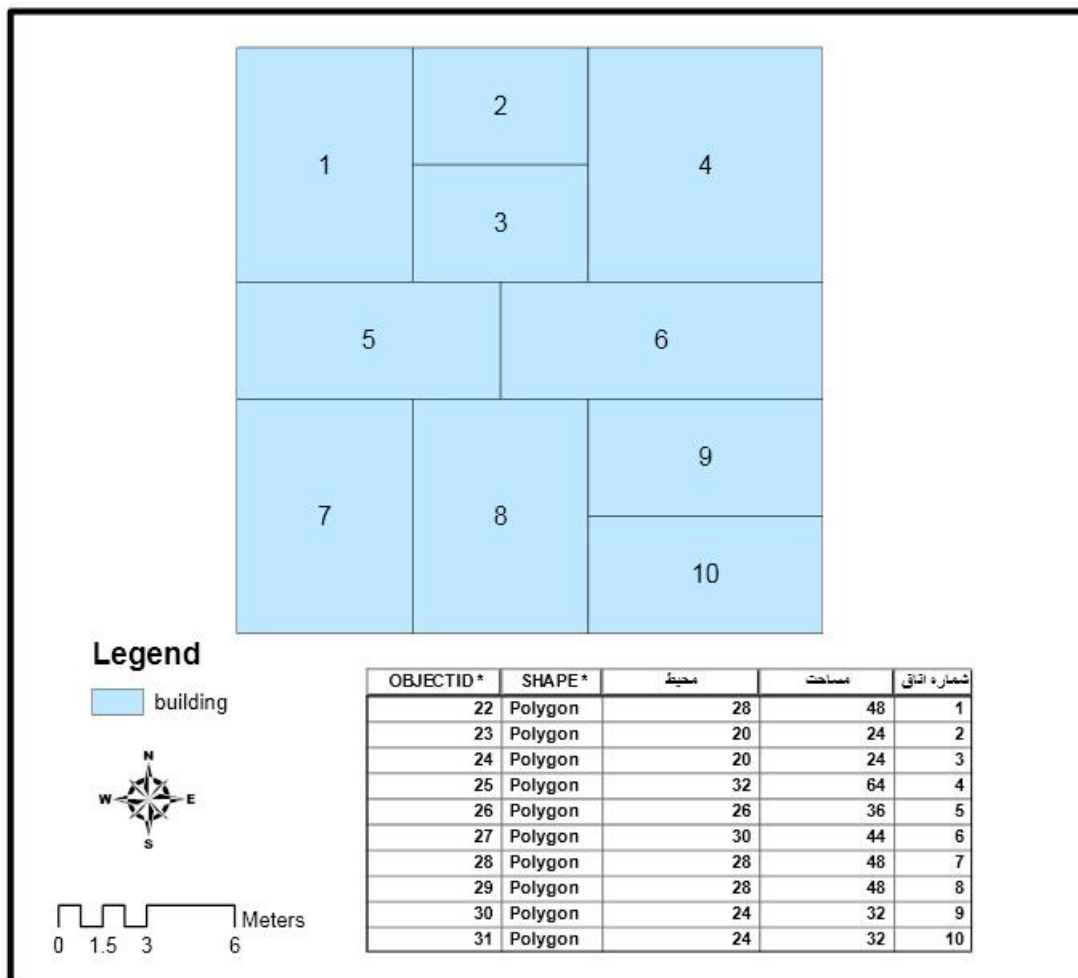 1
2
4
3
5
6
7
8
9
10
Legend
building
N
W E
S
0 1.5 3 6 Meters
OBJECTID * SHAPE * محيط مساحت شماره اتاق
22 Polygon 28 48 1
23 Polygon 20 24 2
24 Polygon 20 24 3
25 Polygon 32 64 4
26 Polygon 26 36 5
27 Polygon 30 44 6
28 Polygon 28 48 7
29 Polygon 28 48 8
30 Polygon 24 32 9
31 Polygon 24 32 10